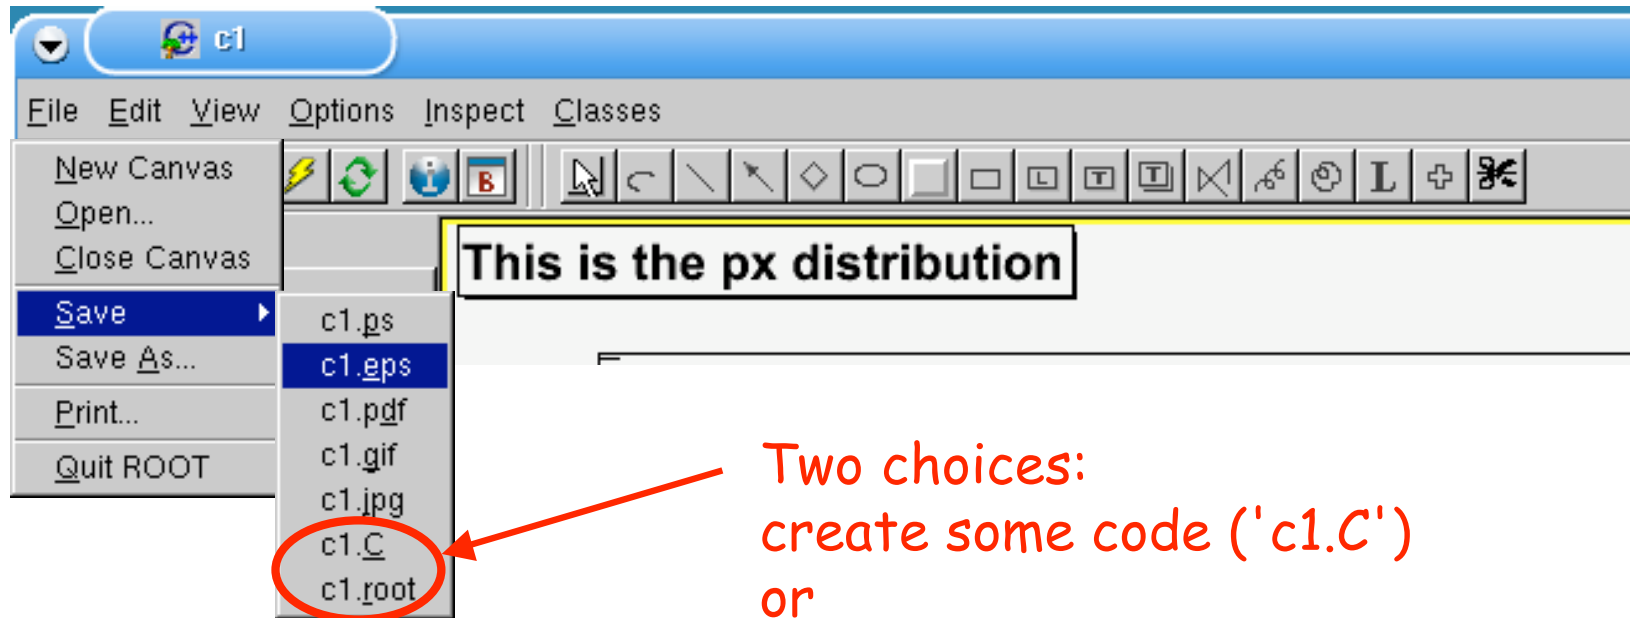 c1
File Edit View Options Inspect Classes
New Canvas
Open...
Close Canvas
Save
Save As...
Print...
Quit ROOT
B
L
T
T
L
This is the px distribution
c1.ps
c1.eps
c1.pdf
c1.gif
c1.jpg
c1.C
c1.root
Two choices:
create some code ('c1.C')
or